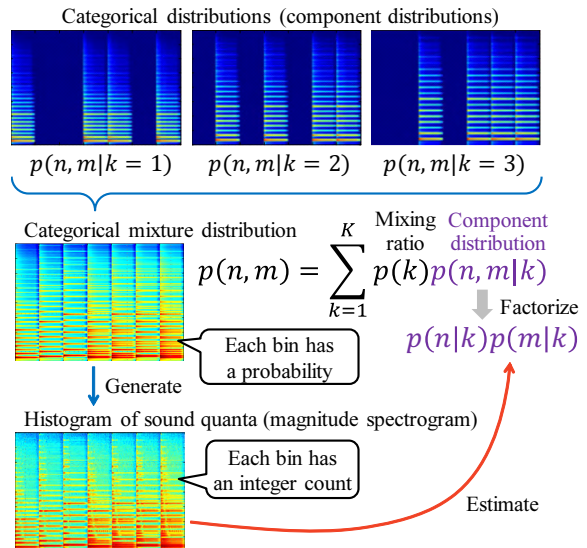 Categorical distributions (component distributions)
p(n, m|k = 1) p(n, m|k = 2) p(n, m|k = 3)
Categorical mixture distribution
Mixing ratio
Component distribution
p(n, m) = ∑_{k=1}^{K} p(k)p(n, m|k)
Factorize
p(n|k)p(m|k)
Each bin has
a probability
Generate
Histogram of sound quanta (magnitude spectrogram)
Each bin has
an integer count
Estimate